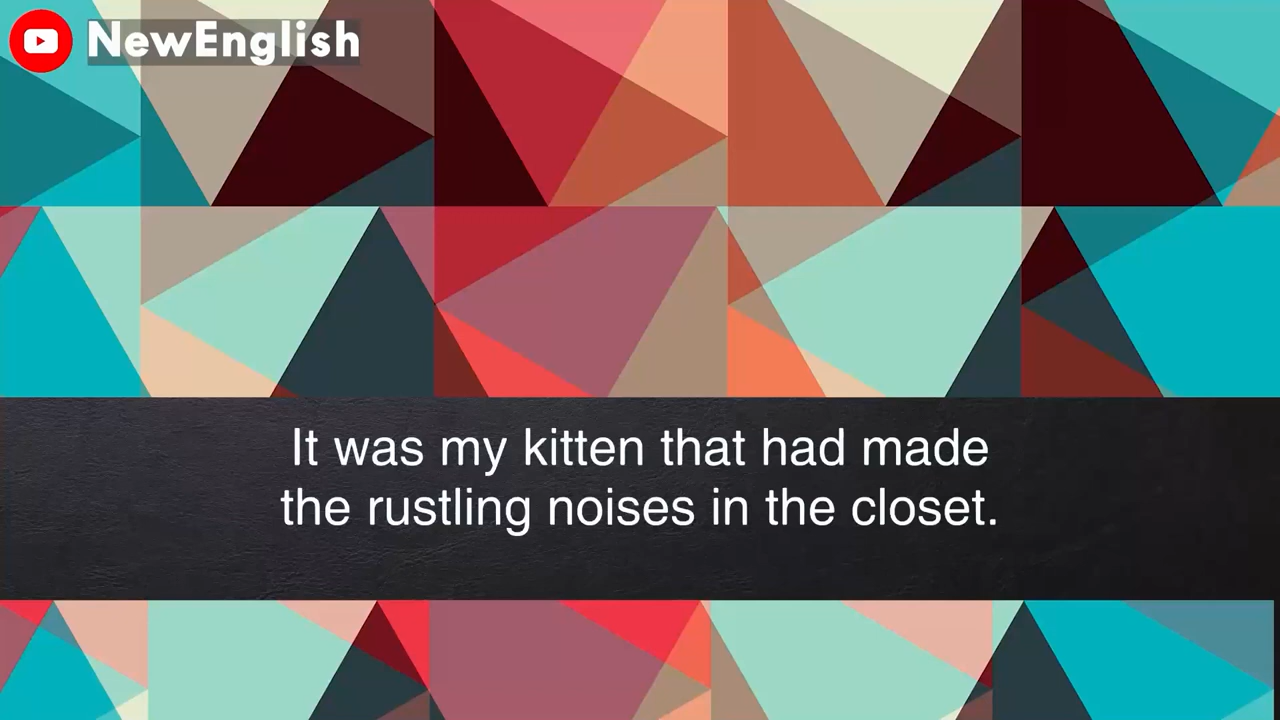 NewEnglish
It was my kitten that had made
the rustling noises in the closet.